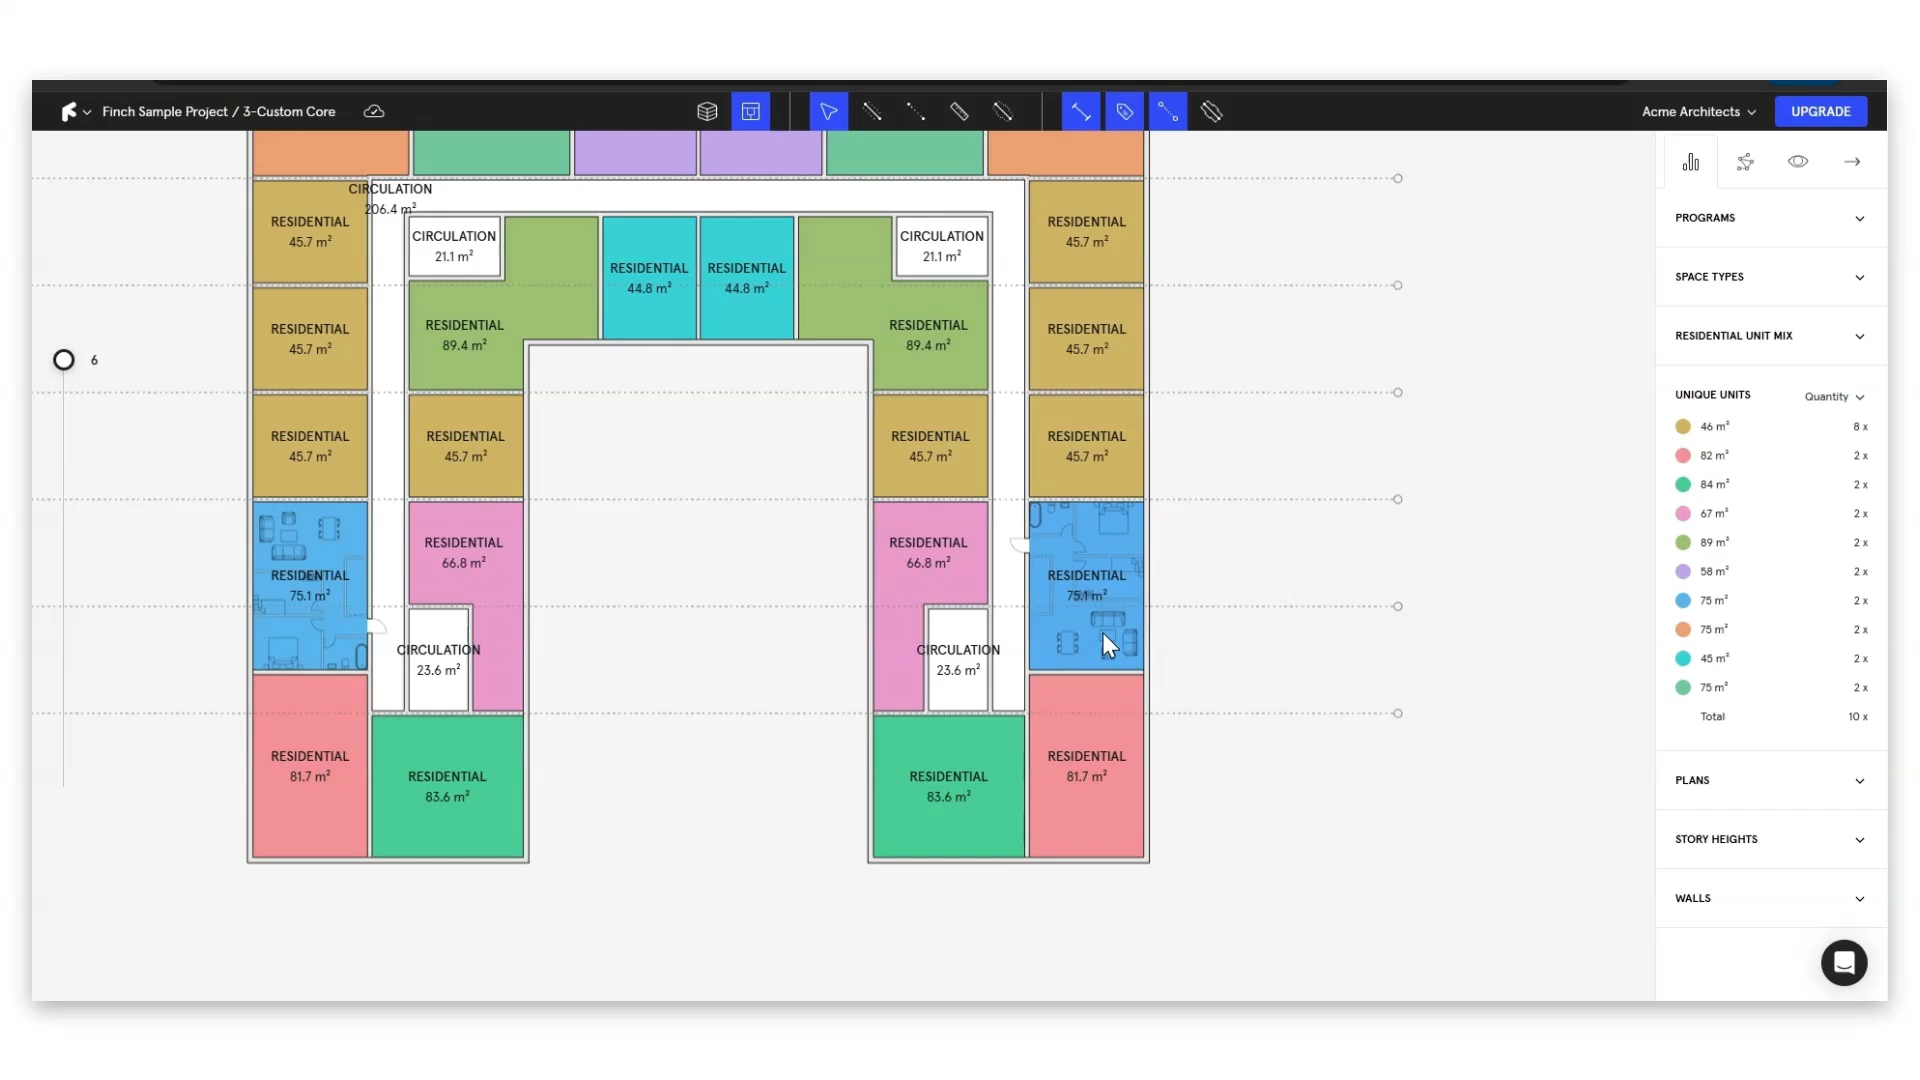 Finch Sample Project / 3-Custom Core
Acme Architects
UPGRADE
CIRCULATION
206.4 m²
RESIDENTIAL
45.7 m²
CIRCULATION
21.1 m²
CIRCULATION
21.1 m²
RESIDENTIAL
45.7 m²
RESIDENTIAL
44.8 m²
RESIDENTIAL
44.8 m²
RESIDENTIAL
45.7 m²
RESIDENTIAL
89.4 m²
RESIDENTIAL
89.4 m²
RESIDENTIAL
45.7 m²
6
RESIDENTIAL
45.7 m²
RESIDENTIAL
45.7 m²
RESIDENTIAL
45.7 m²
RESIDENTIAL
45.7 m²
RESIDENTIAL
75.1 m²
RESIDENTIAL
66.8 m²
RESIDENTIAL
66.8 m²
RESIDENTIAL
75.1 m²
CIRCULATION
23.6 m²
CIRCULATION
23.6 m²
RESIDENTIAL
81.7 m²
RESIDENTIAL
83.6 m²
RESIDENTIAL
83.6 m²
RESIDENTIAL
81.7 m²
PROGRAMS
SPACE TYPES
RESIDENTIAL UNIT MIX
UNIQUE UNITS Quantity
46 m² 8 x
82 m² 2 x
84 m² 2 x
67 m² 2 x
89 m² 2 x
58 m² 2 x
75 m² 2 x
75 m² 2 x
45 m² 2 x
75 m² 2 x
Total 10 x
PLANS
STORY HEIGHTS
WALLS